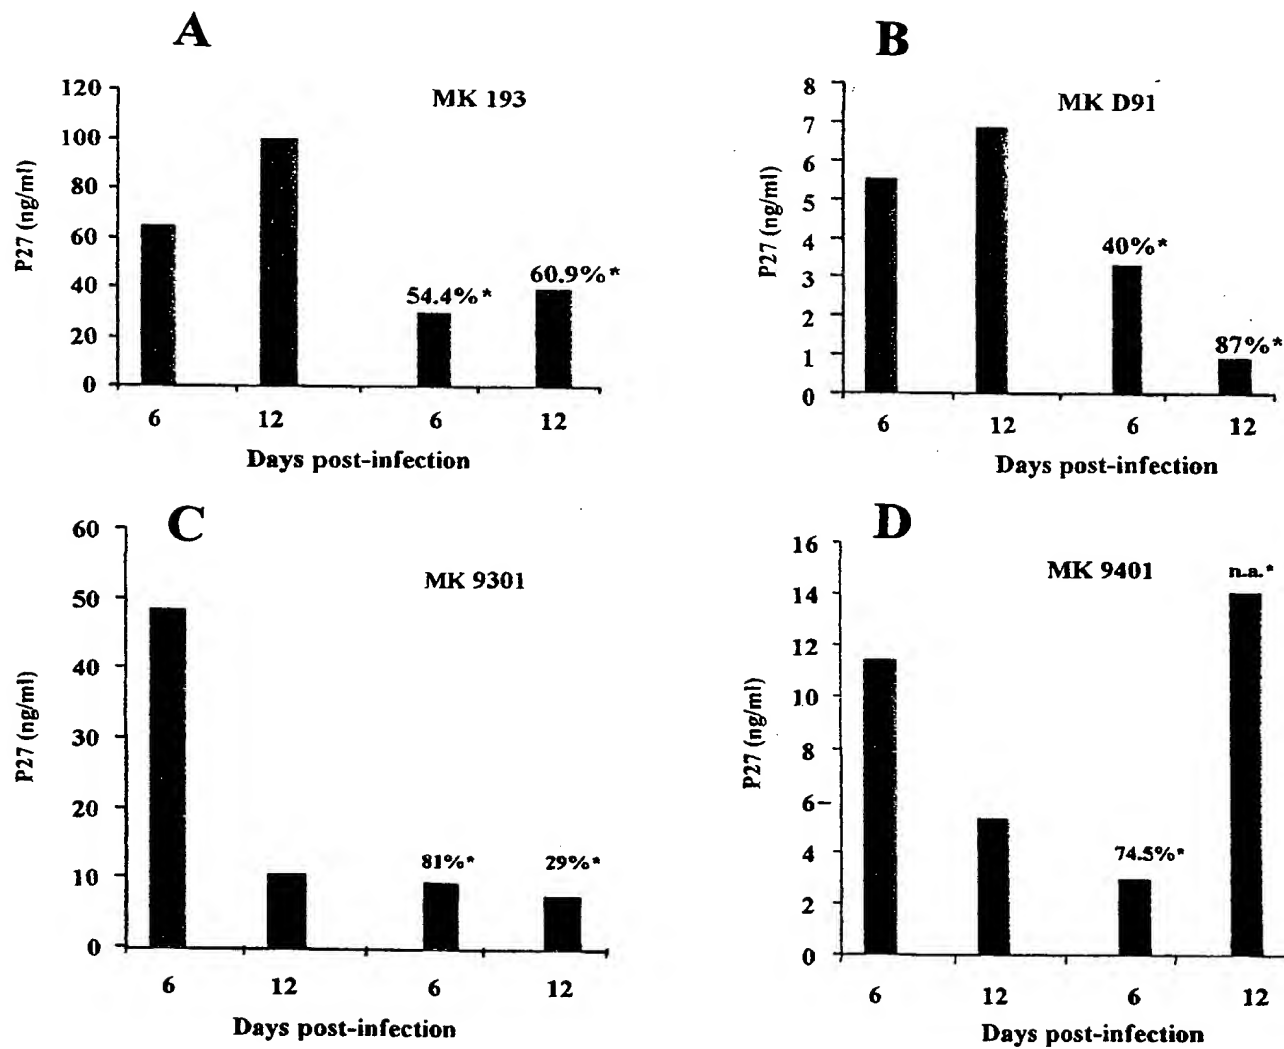 A
MK 193
P27 (ng/ml)
120
100
80
60
40
20
0
54.4%*
60.9%*
6 12 6 12
Days post-infection
B
MK D91
P27 (ng/ml)
8
7
6
5
4
3
2
1
0
40%*
87%*
6 12 6 12
Days post-infection
C
MK 9301
P27 (ng/ml)
60
50
40
30
20
10
0
81%*
29%*
6 12 6 12
Days post-infection
D
MK 9401
P27 (ng/ml)
16
14
12
10
8
6
4
2
0
74.5%*
n.a.*
6 12 6 12
Days post-infection